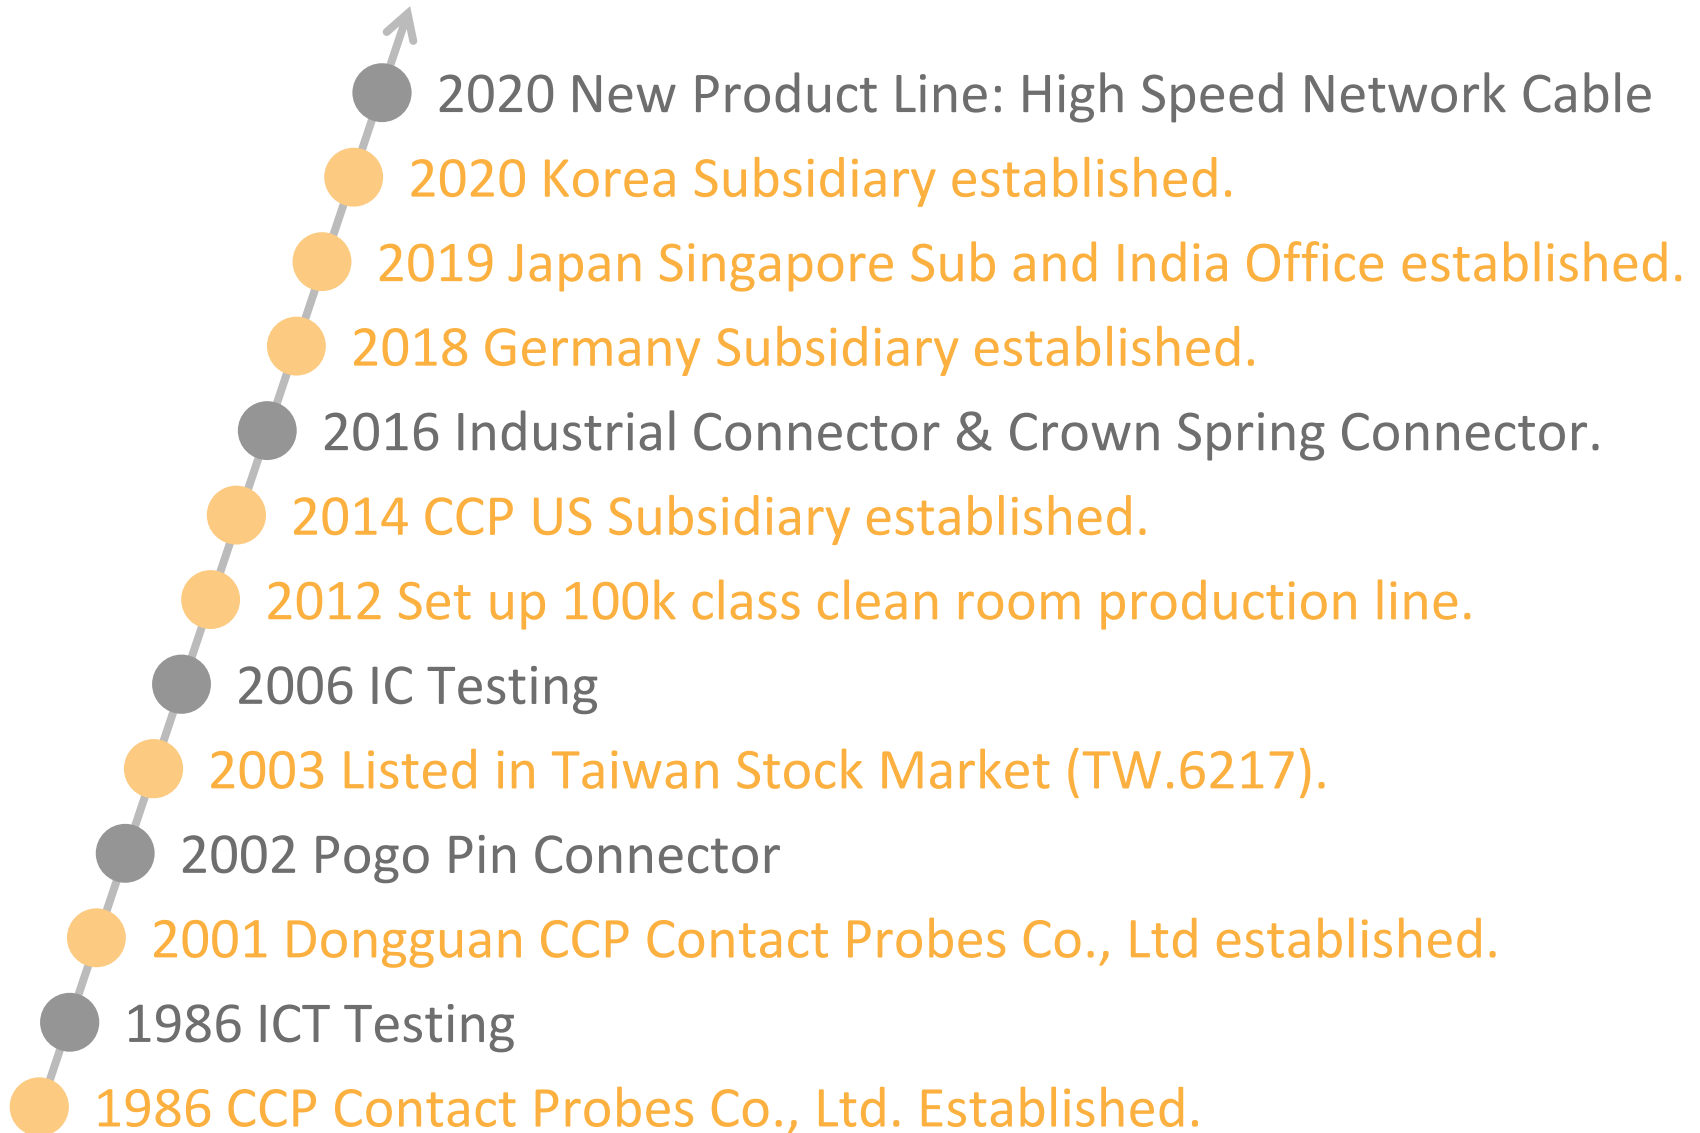 2020 New Product Line: High Speed Network Cable
2020 Korea Subsidiary established.
2019 Japan Singapore Sub and India Office established.
2018 Germany Subsidiary established.
2016 Industrial Connector & Crown Spring Connector.
2014 CCP US Subsidiary established.
2012 Set up 100k class clean room production line.
2006 IC Testing
2003 Listed in Taiwan Stock Market (TW.6217).
2002 Pogo Pin Connector
2001 Dongguan CCP Contact Probes Co., Ltd established.
1986 ICT Testing
1986 CCP Contact Probes Co., Ltd. Established.